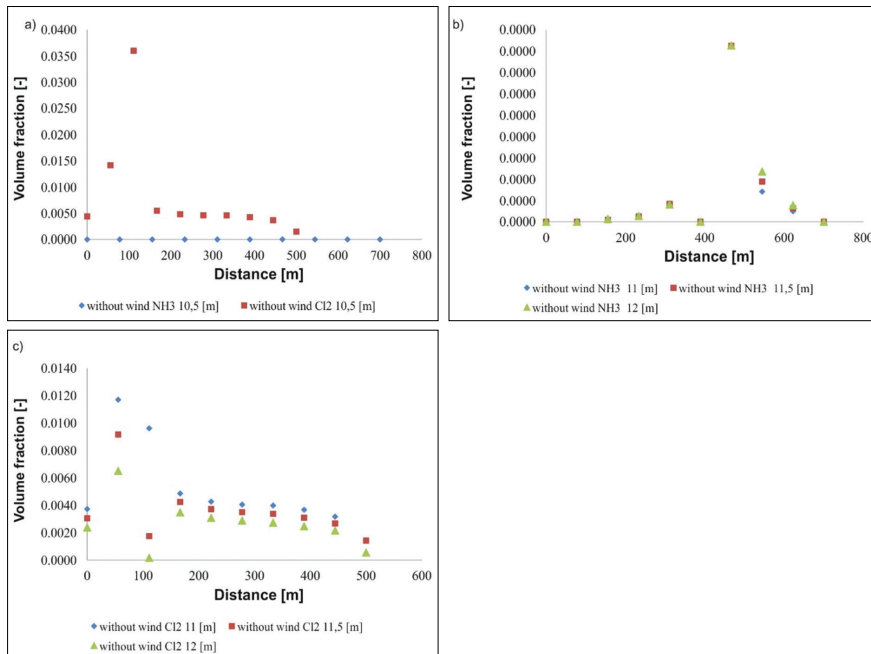 a)
Volume fraction [-]
0.0400
0.0350
0.0300
0.0250
0.0200
0.0150
0.0100
0.0050
0.0000
0 100 200 300 400 500 600 700 800
Distance [m]
without wind NH3 10,5 [m] without wind Cl2 10,5 [m]
b)
Volume fraction [-]
0.0000
0.0000
0.0000
0.0000
0.0000
0.0000
0.0000
0.0000
0.0000
0.0000
0 200 400 600 800
Distance [m]
without wind NH3 11 [m] without wind NH3 11,5 [m]
without wind NH3 12 [m]
c)
Volume fraction [-]
0.0140
0.0120
0.0100
0.0080
0.0060
0.0040
0.0020
0.0000
0 100 200 300 400 500 600
Distance [m]
without wind Cl2 11 [m] without wind Cl2 11,5 [m]
without wind Cl2 12 [m]